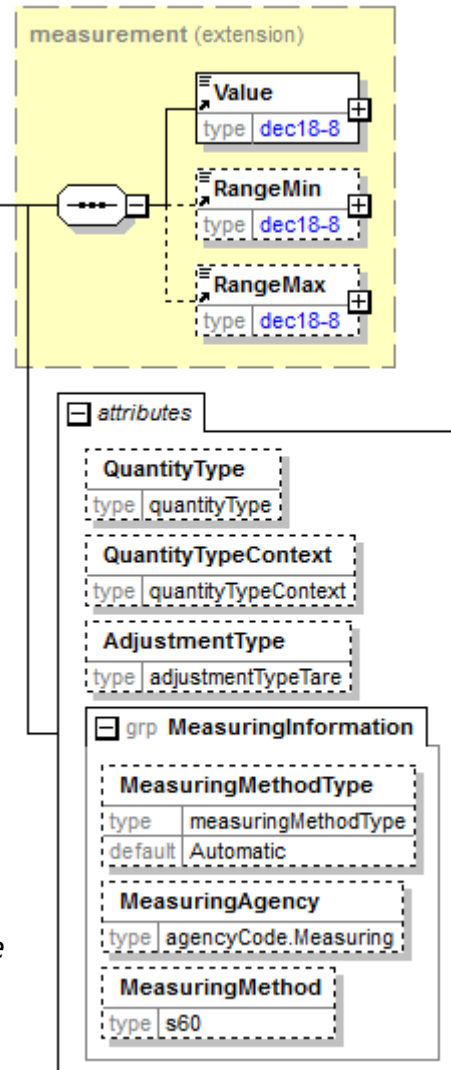 measurement (extension)
Value
type dec18-8
RangeMin
type dec18-8
RangeMax
type dec18-8
attributes
QuantityType
type quantityType
QuantityTypeContext
type quantityTypeContext
AdjustmentType
type adjustmentTypeTare
grp MeasuringInformation
MeasuringMethodType
type measuringMethodType
default Automatic
MeasuringAgency
type agencyCode.Measuring
e
MeasuringMethod
type s60